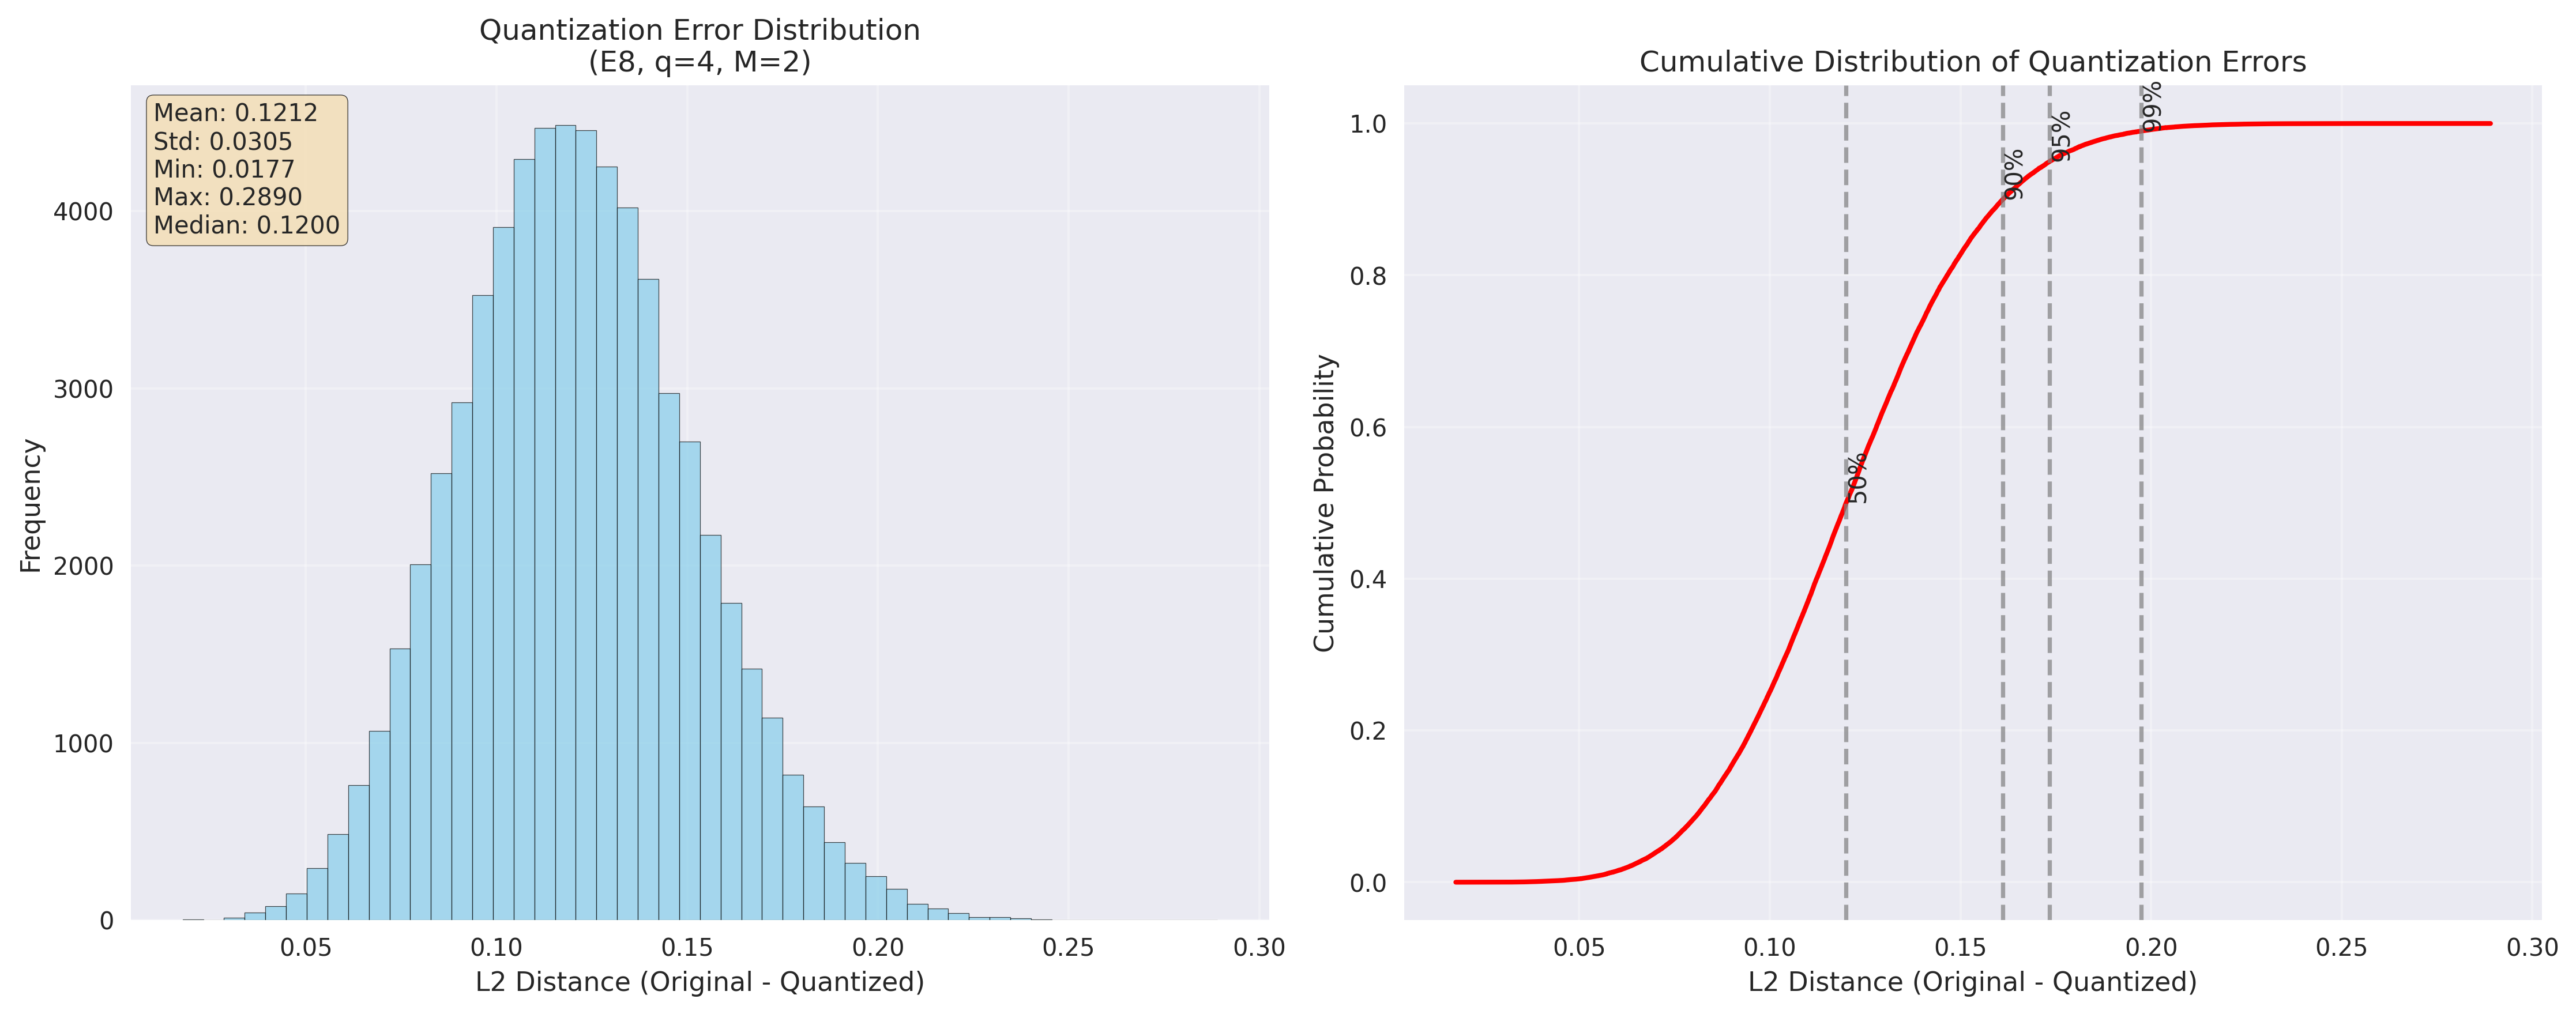 Quantization Error Distribution
(E8, q=4, M=2)
Mean: 0.1212
Std: 0.0305
Min: 0.0177
Max: 0.2890
Median: 0.1200
Frequency
4000
3000
2000
1000
0
0.05 0.10 0.15 0.20 0.25 0.30
L2 Distance (Original - Quantized)
Cumulative Distribution of Quantization Errors
Cumulative Probability
1.0
0.8
0.6
0.4
0.2
0.0
50%
90%
95%
99%
0.05 0.10 0.15 0.20 0.25 0.30
L2 Distance (Original - Quantized)